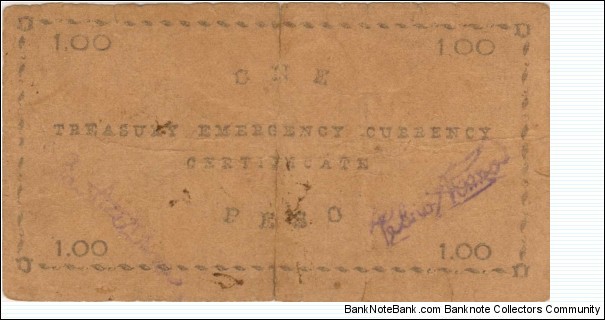 1.00 1.00
ONE
TREASURY EMERGENCY CURRENCY
CERTIFICATE
PESO
1.00 1.00
BankNoteBank.com - Banknote Collectors Community